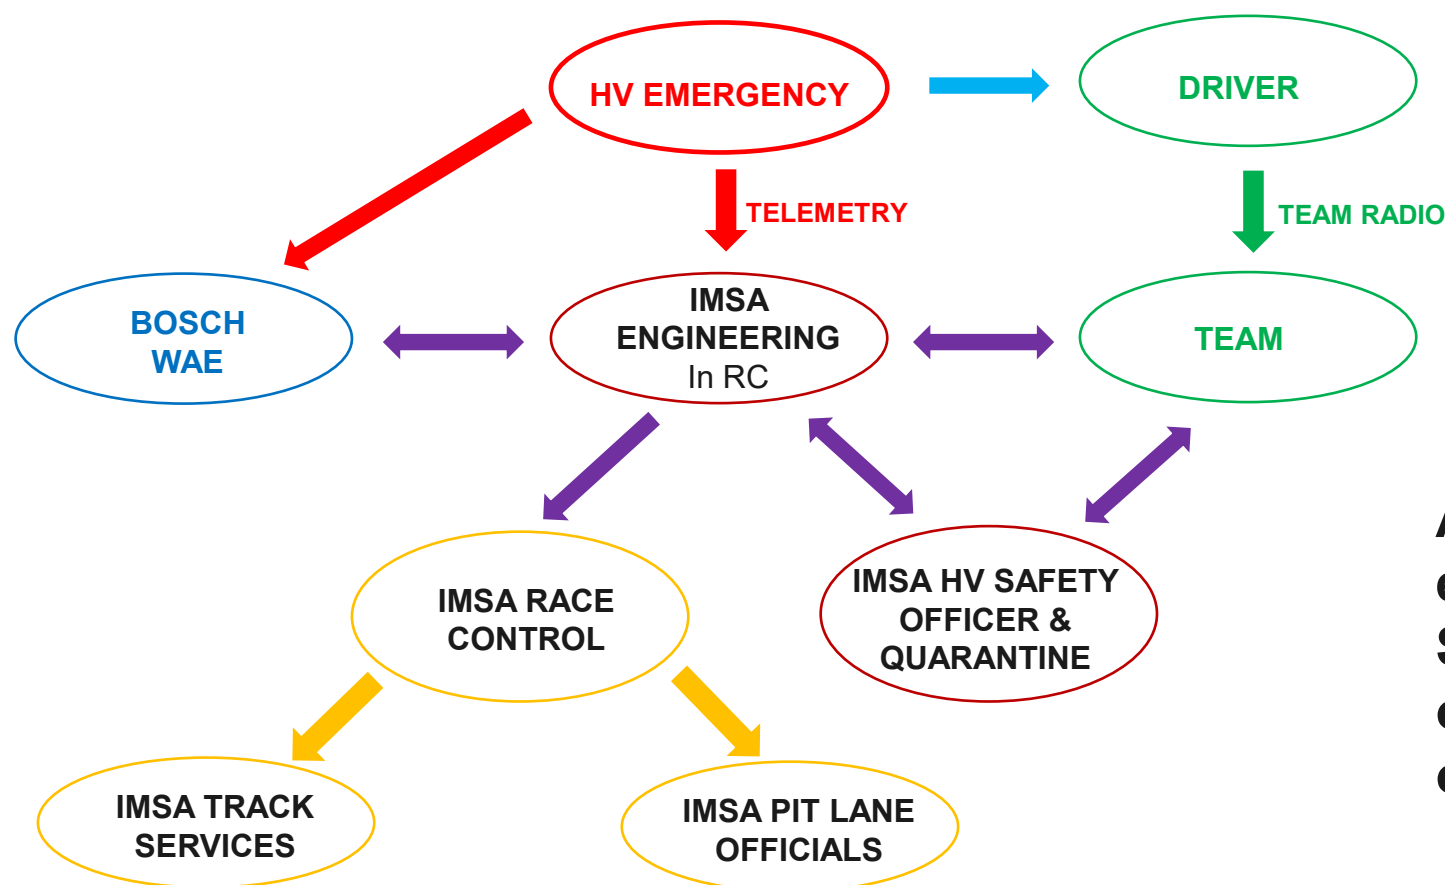 HV EMERGENCY
DRIVER
TELEMETRY
TEAM RADIO
BOSCH
WAE
IMSA
ENGINEERING
In RC
TEAM
IMSA RACE
CONTROL
IMSA HV SAFETY
OFFICER &
QUARANTINE
IMSA TRACK
SERVICES
IMSA PIT LANE
OFFICIALS